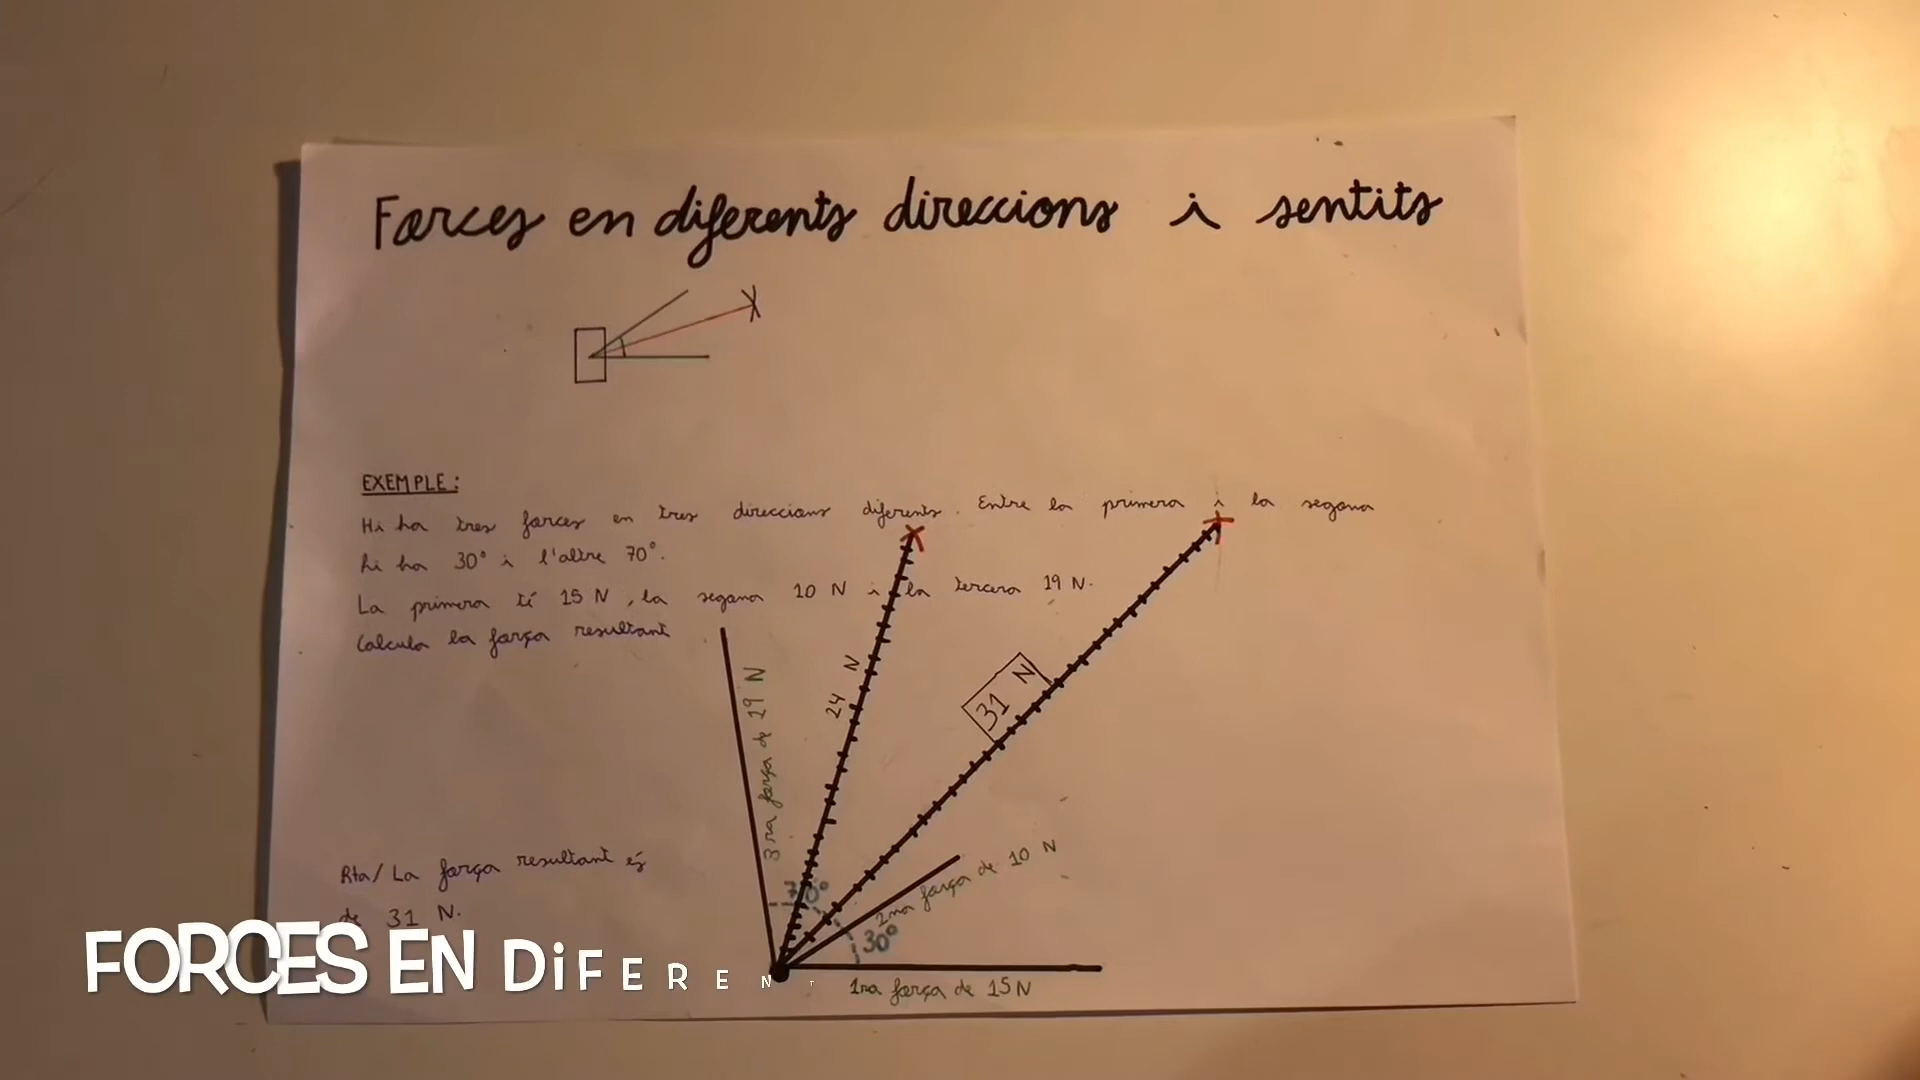 Forces en diferents direccions i sentits
EXEMPLE:
Hi ha tres forces en tres direccions diferents. Entre la primera i la segona
hi ha 30° i l'altre 70°.
La primera té 15 N, la segona 10 N i la tercera 19 N.
Calcula la força resultant
24 N
31 N
3ra força de 19 N
70°
2na força de 10 N
30°
1ra força de 15 N
Rta/ La força resultant és
de 31 N.
FORCES EN DiFERENT